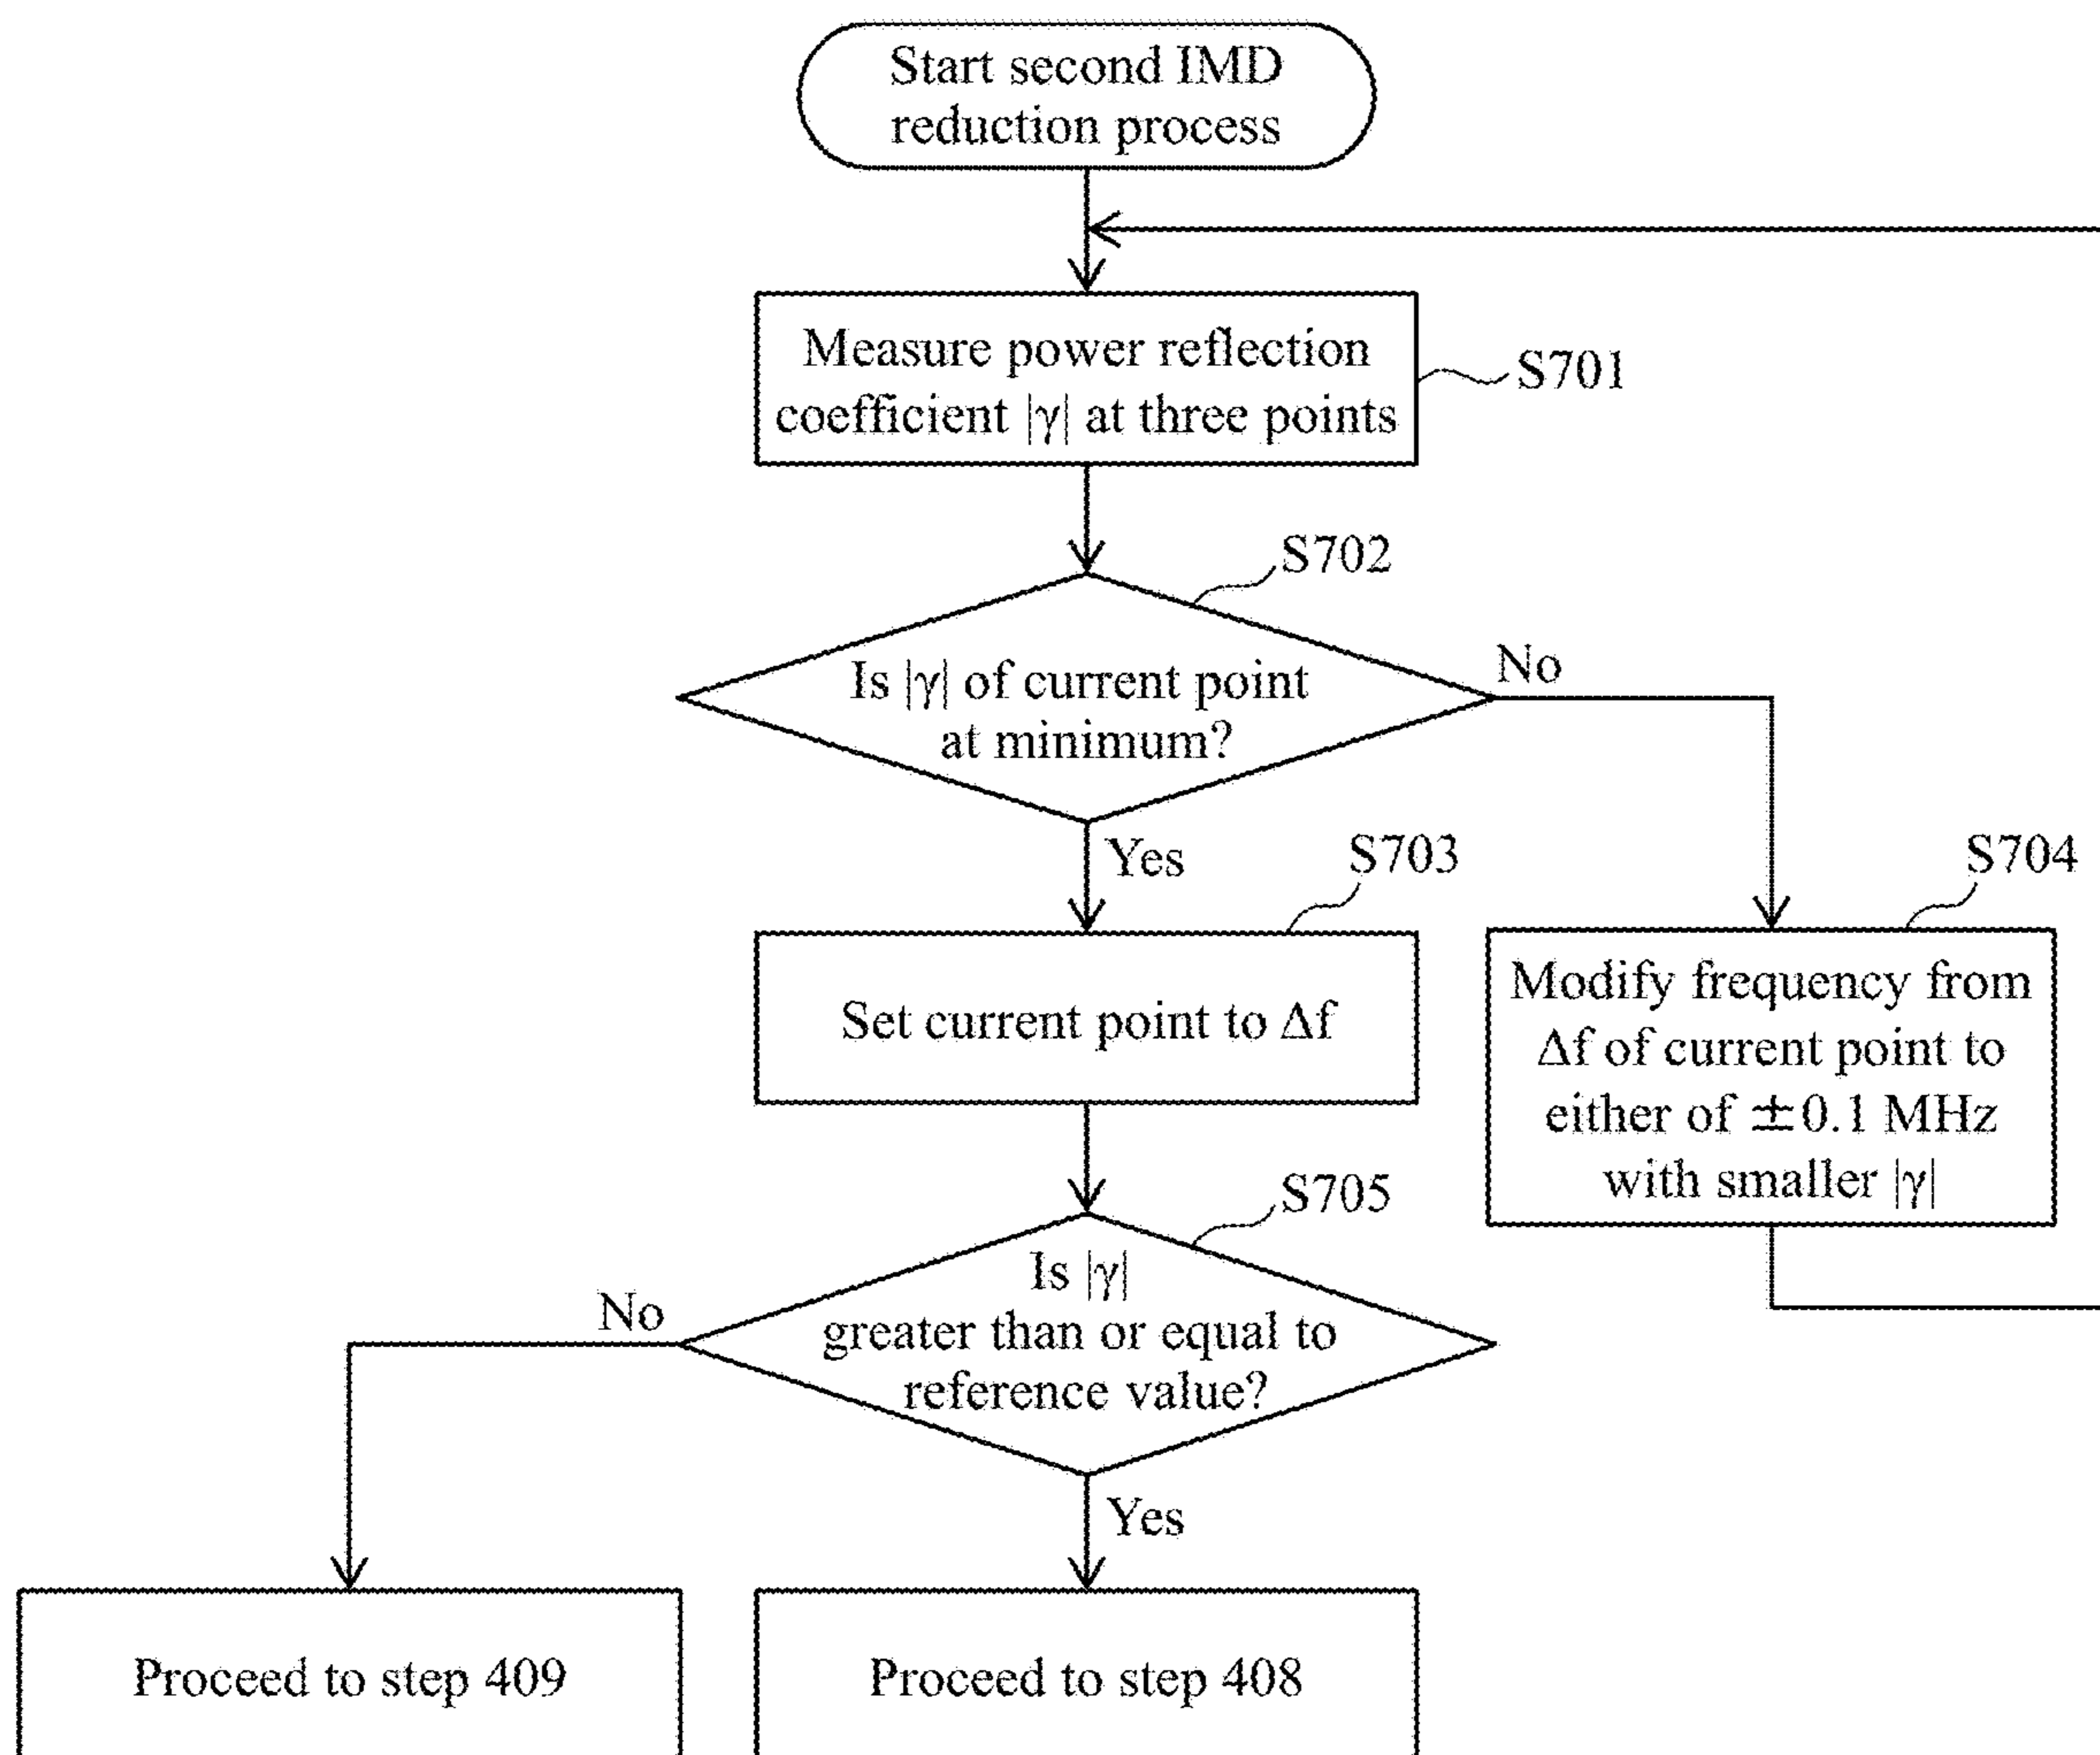 Start second IMD
reduction process
Measure power reflection
coefficient |γ| at three points
S701
S702
Is |γ| of current point
at minimum?
No
Yes
S703
S704
Set current point to Δf
Modify frequency from
Δf of current point to
either of ±0.1 MHz
with smaller |γ|
S705
Is |γ|
greater than or equal to
reference value?
No
Yes
Proceed to step 409
Proceed to step 408